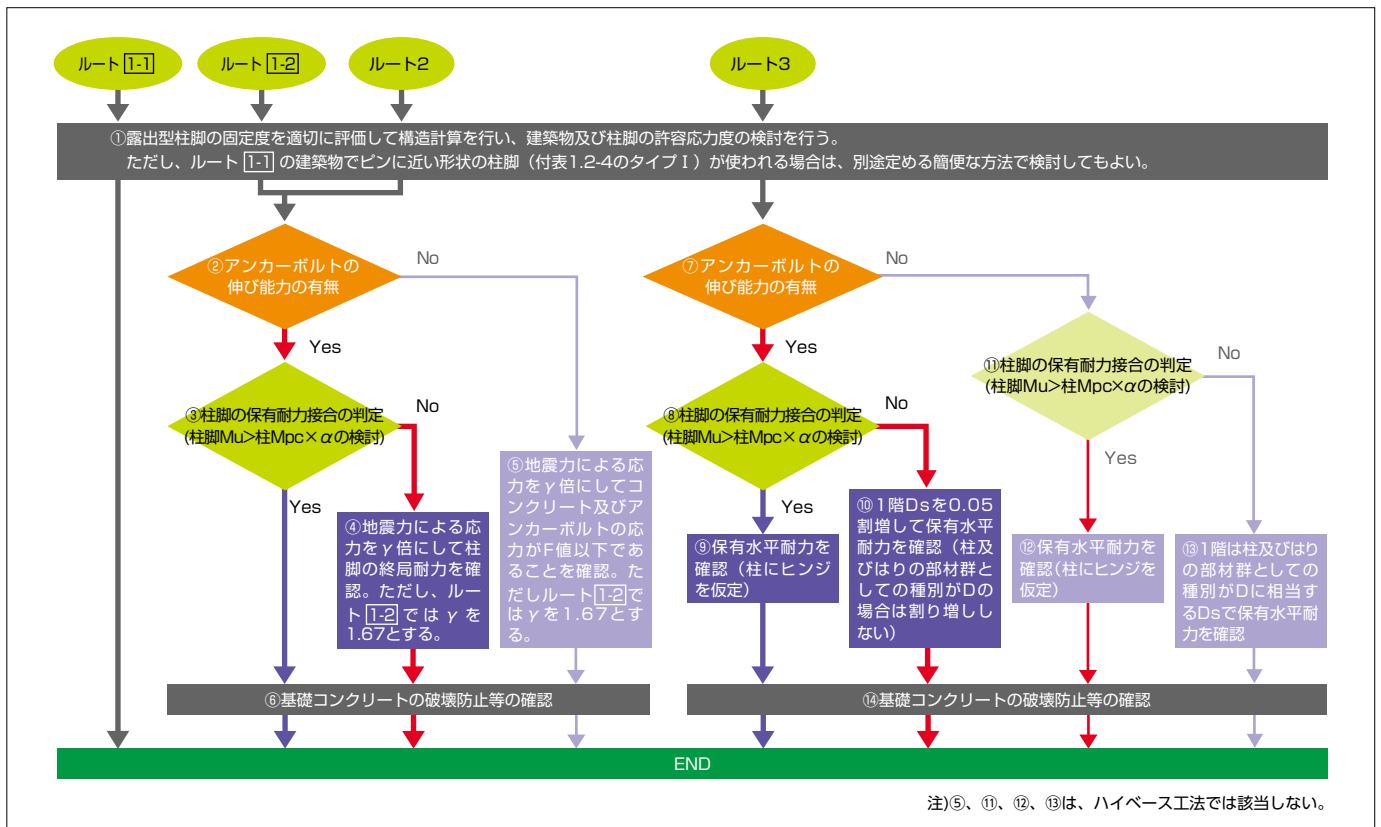 ルート 1-1
ルート 1-2
ルート2
ルート3
①露出型柱脚の固定度を適切に評価して構造計算を行い、建築物及び柱脚の許容応力度の検討を行う。
ただし、ルート 1-1 の建築物でピンに近い形状の柱脚（付表1.2-4のタイプⅠ）が使われる場合は、別途定める簡便な方法で検討してもよい。
②アンカーボルトの
伸び能力の有無
No
Yes
③柱脚の保有耐力接合の判定
(柱脚Mu>柱Mpc×αの検討)
No
Yes
④地震力による応
力をγ倍にして柱
脚の終局耐力を確
認。ただし、ルー
ト 1-2 ではγを
1.67とする。
⑤地震力による応
力をγ倍にしてコ
ンクリート及びア
ンカーボルトの応
力がF値以下であ
ることを確認。た
だしルート 1-2 で
はγを1.67とす
る。
⑥基礎コンクリートの破壊防止等の確認
⑦アンカーボルトの
伸び能力の有無
No
Yes
⑧柱脚の保有耐力接合の判定
(柱脚Mu>柱Mpc×αの検討)
No
Yes
⑨保有水平耐力を
確認（柱にヒンジ
を仮定）
⑩1階Dsを0.05
割増して保有水平
耐力を確認（柱及
びはりの部材群と
しての種別がDの
場合は割り増しし
ない）
⑪柱脚の保有耐力接合の判定
(柱脚Mu>柱Mpc×αの検討)
No
Yes
⑫保有水平耐力を
確認（柱にヒンジを
仮定）
⑬1階は柱及びはり
の部材群としての
種別がDに相当す
るDsで保有水平耐
力を確認
⑭基礎コンクリートの破壊防止等の確認
END
注)⑤、⑪、⑫、⑬は、ハイベース工法では該当しない。